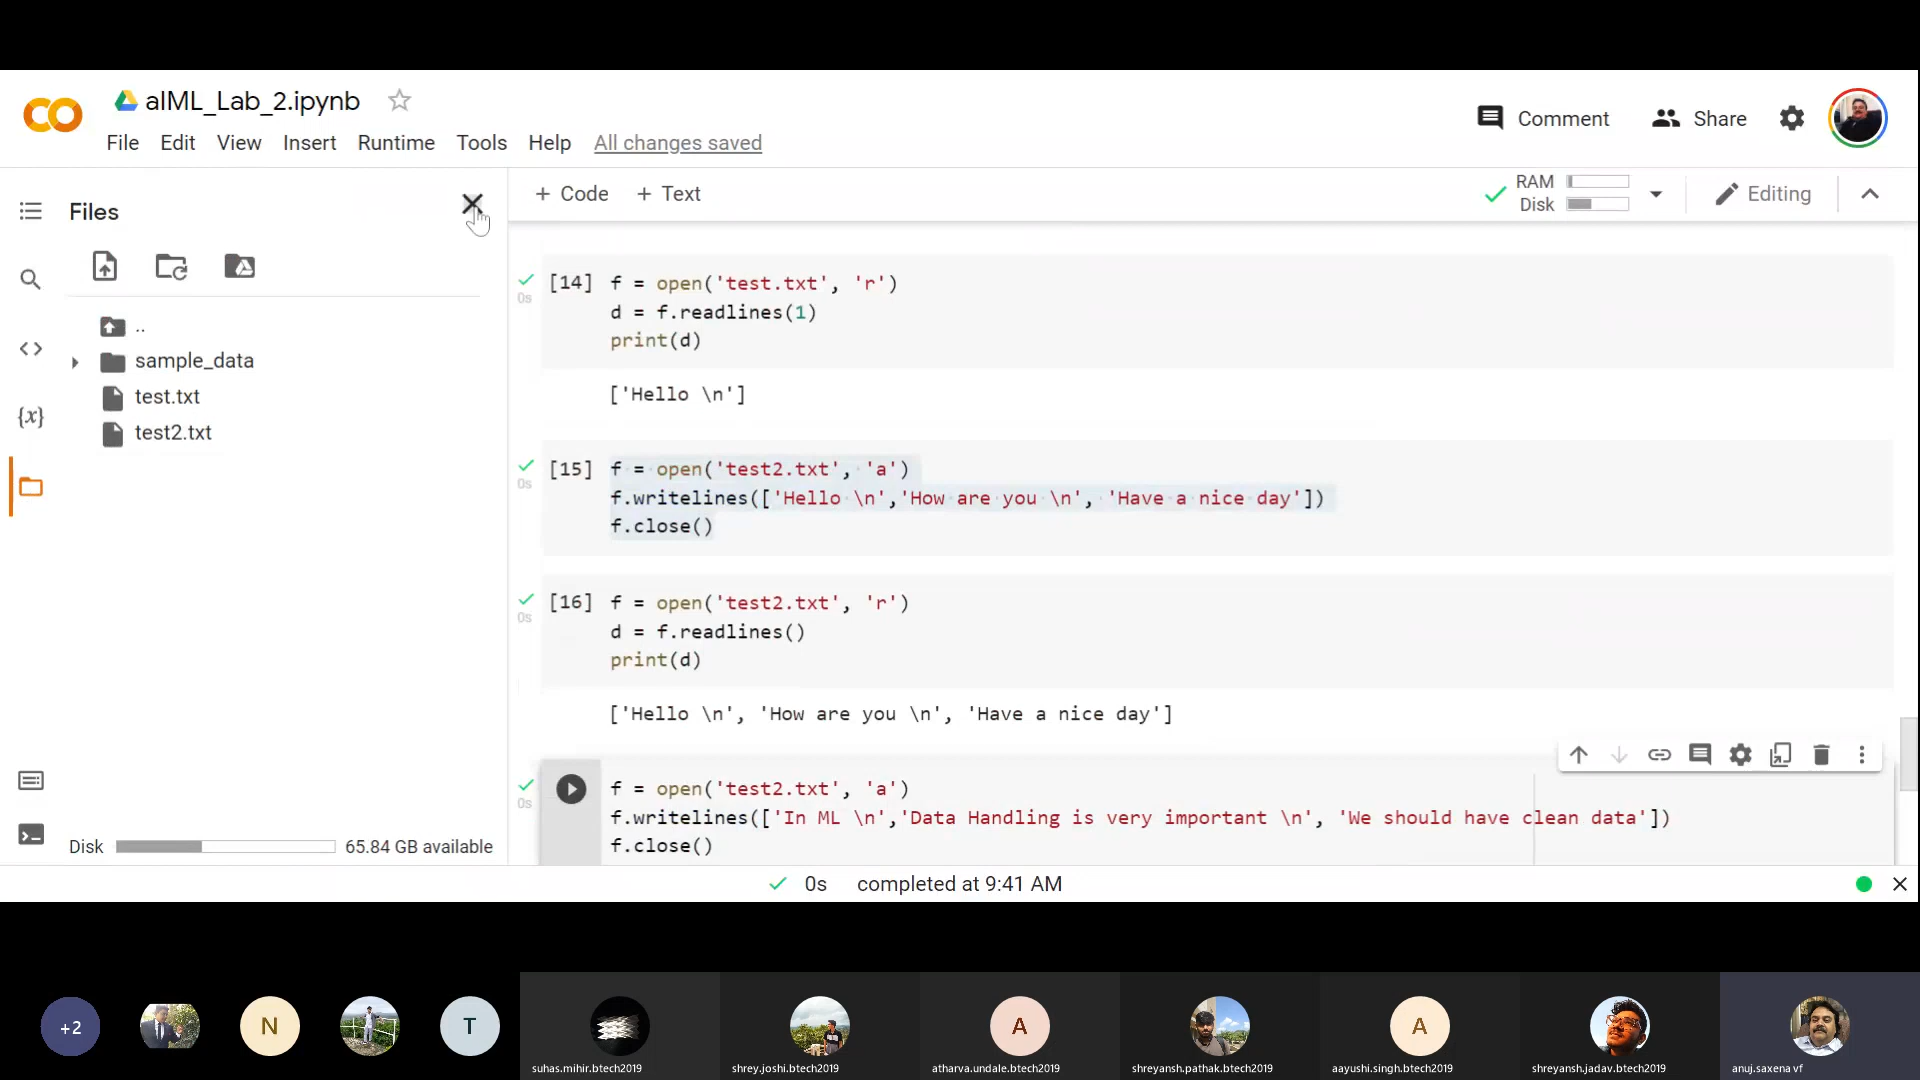 aIML_Lab_2.ipynb
File Edit View Insert Runtime Tools Help All changes saved
Comment Share
Files
+ Code + Text
RAM
Disk
Editing
..
sample_data
test.txt
test2.txt
{x}
Disk 65.84 GB available
0s
[14] f = open('test.txt', 'r')
d = f.readlines(1)
print(d)
['Hello \n']
0s
[15] f = open('test2.txt', 'a')
f.writelines(['Hello \n','How are you \n', 'Have a nice day'])
f.close()
0s
[16] f = open('test2.txt', 'r')
d = f.readlines()
print(d)
['Hello \n', 'How are you \n', 'Have a nice day']
0s
f = open('test2.txt', 'a')
f.writelines(['In ML \n','Data Handling is very important \n', 'We should have clean data'])
f.close()
0s completed at 9:41 AM
+2 N T A A
suhas.mihir.btech2019 shrey.joshi.btech2019 atharva.undale.btech2019 shreyansh.pathak.btech2019 aayushi.singh.btech2019 shreyansh.jadav.btech2019 anuj.saxena vf